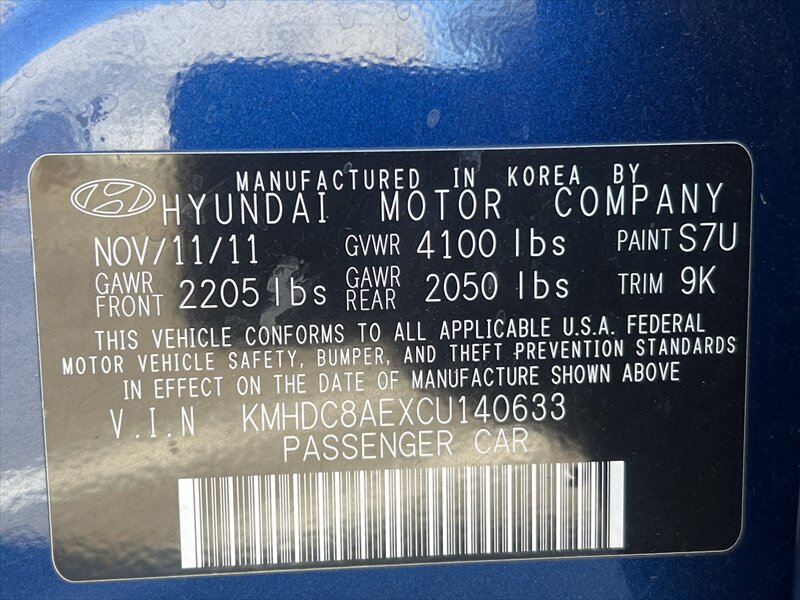 MANUFACTURED IN KOREA BY
HYUNDAI MOTOR COMPANY
NOV/11/11 GVWR 4100 lbs PAINT S7U
GAWR FRONT 2205 lbs GAWR REAR 2050 lbs TRIM 9K
THIS VEHICLE CONFORMS TO ALL APPLICABLE U.S.A. FEDERAL
MOTOR VEHICLE SAFETY, BUMPER, AND THEFT PREVENTION STANDARDS
IN EFFECT ON THE DATE OF MANUFACTURE SHOWN ABOVE
V.I.N KMHDC8AEXCU140633
PASSENGER CAR